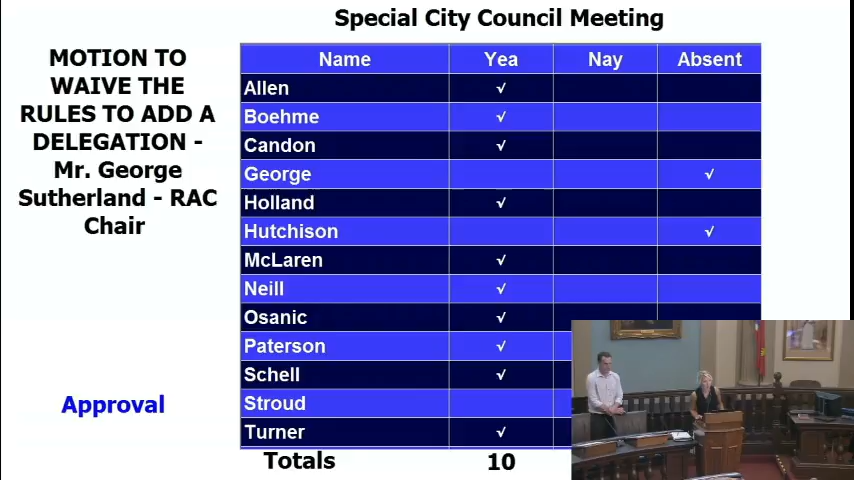 Special City Council Meeting
MOTION TO
WAIVE THE
RULES TO ADD A
DELEGATION -
Mr. George
Sutherland - RAC
Chair
Name Yea Nay Absent
Allen √
Boehme √
Candon √
George √
Holland √
Hutchison √
McLaren √
Neill √
Osanic √
Paterson √
Schell √
Stroud
Turner √
Approval
Totals 10